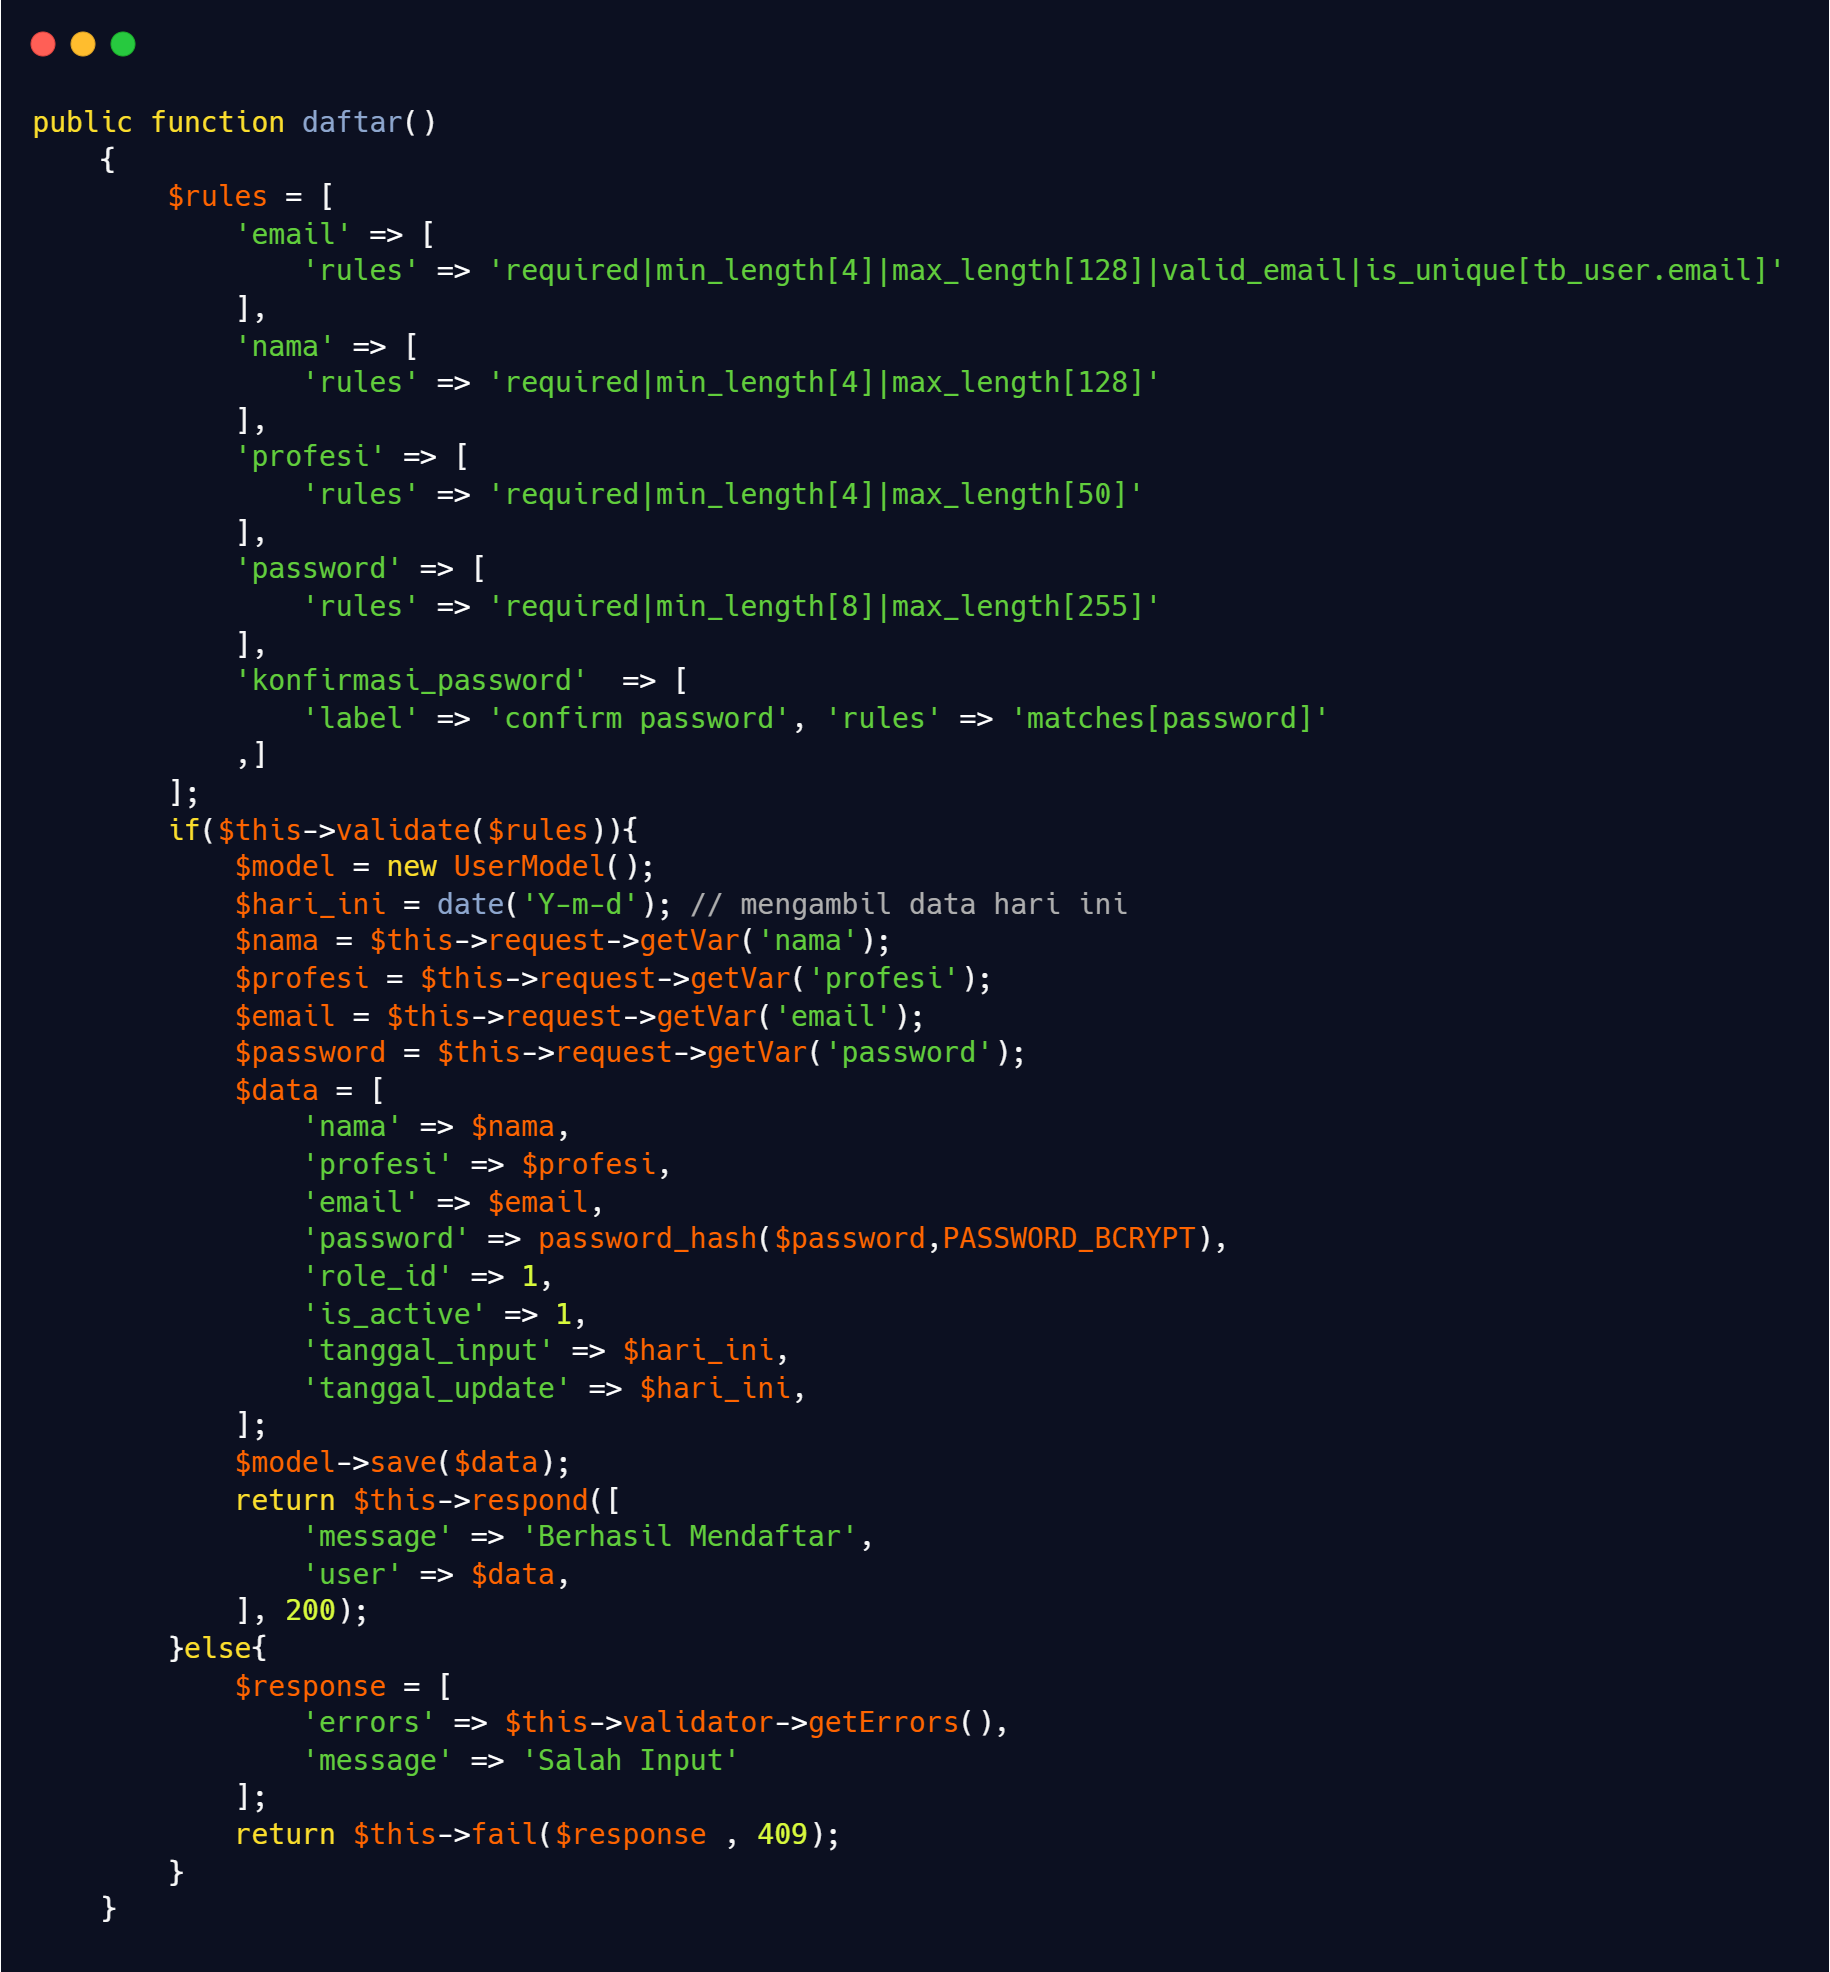 public function daftar()
    {
        $rules = [
            'email' => [
                'rules' => 'required|min_length[4]|max_length[128]|valid_email|is_unique[tb_user.email]'
            ],
            'nama' => [
                'rules' => 'required|min_length[4]|max_length[128]'
            ],
            'profesi' => [
                'rules' => 'required|min_length[4]|max_length[50]'
            ],
            'password' => [
                'rules' => 'required|min_length[8]|max_length[255]'
            ],
            'konfirmasi_password'  => [
                'label' => 'confirm password', 'rules' => 'matches[password]'
            ,]
        ];
        if($this->validate($rules)){
            $model = new UserModel();
            $hari_ini = date('Y-m-d'); // mengambil data hari ini
            $nama = $this->request->getVar('nama');
            $profesi = $this->request->getVar('profesi');
            $email = $this->request->getVar('email');
            $password = $this->request->getVar('password');
            $data = [
                'nama' => $nama,
                'profesi' => $profesi,
                'email' => $email,
                'password' => password_hash($password,PASSWORD_BCRYPT),
                'role_id' => 1,
                'is_active' => 1,
                'tanggal_input' => $hari_ini,
                'tanggal_update' => $hari_ini,
            ];
            $model->save($data);
            return $this->respond([
                'message' => 'Berhasil Mendaftar',
                'user' => $data,
            ], 200);
        }else{
            $response = [
                'errors' => $this->validator->getErrors(),
                'message' => 'Salah Input'
            ];
            return $this->fail($response , 409);
        }
    }